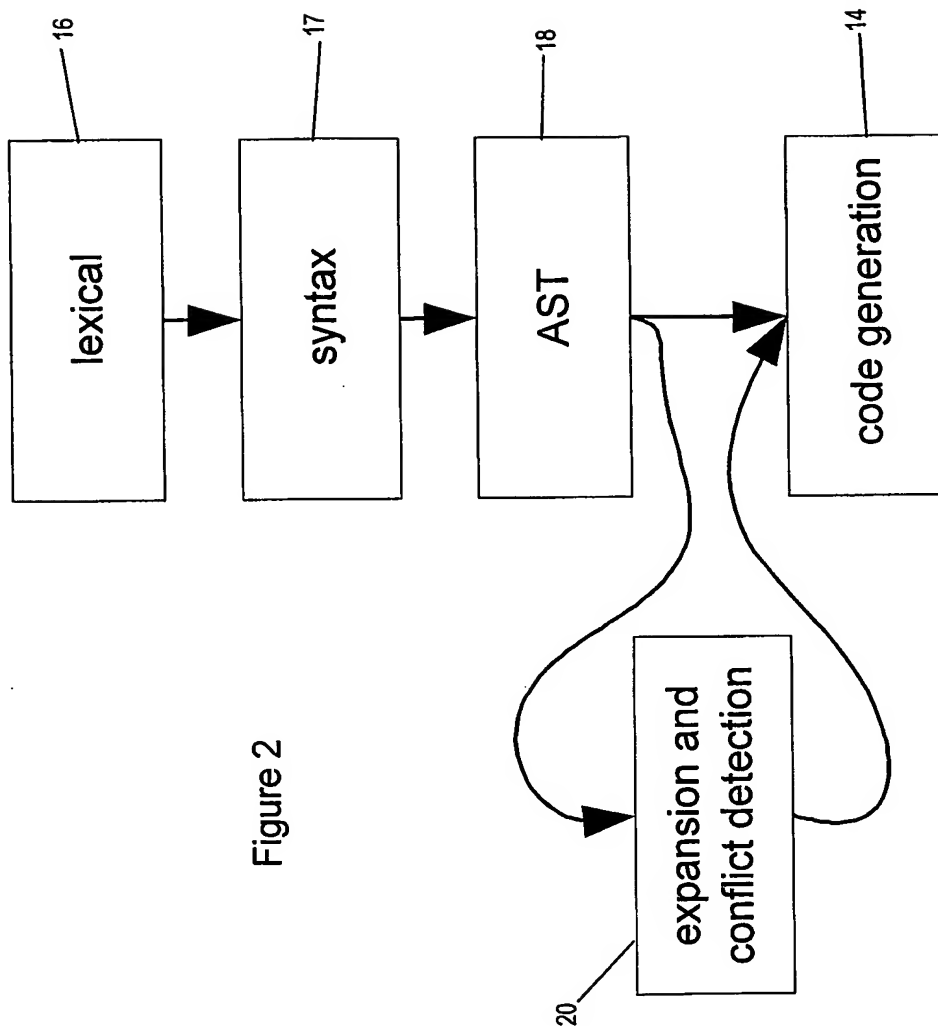 lexical
16
syntax
17
AST
18
code generation
14
expansion and
conflict detection
20
Figure 2